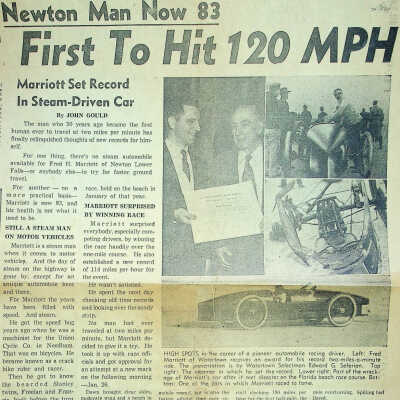 Newton Man Now 83
First To Hit 120 MPH
Marriott Set Record
In Steam-Driven Car
By JOHN GOULD
The man who 50 years ago became the first
human ever to travel at two miles per minute has
finally relinquished thoughts of new records for him-
self.
For one thing, there's no steam automobile
available for Fred H. Marriott of Newton Lower
Falls—or anybody else—to try for faster ground
travel.
For another — on a
more practical basis—
Marriott is now 83, and
his health is not what it
used to be.
STILL A STEAM MAN
ON MOTOR VEHICLES
Marriott is a steam man
when it comes to motor
vehicles. And the day of
steam on the highway is
gone by, except for an
antique automobile here
and there.
For Marriott the years
have been filled with
speed. And steam.
He got the speed bug
years ago when he was a
machinist for the Union
Cycle Co. in Needham.
That was on bicycles. He
became known as a crack
bike rider and racer.
Then he got to know
the bearded Stanley
twins, Freelan and Fran-
race, held on the beach in
January of that year.
MARRIOTT SURPRISED
BY WINNING RACE
Marriott surprised
everybody, especially com-
peting drivers, by winning
the race handily over the
one-mile course. He also
established a new record
of 114 miles per hour for
the event.
He wasn't satisfied.
He spent the next day
checking old time records
and looking over the sandy
strip.
No man had ever
traveled at two miles per
minute, but Marriott de-
cided to give it a try. He
took it up with race offi-
cials and got approval for
an attempt at a new mark
on the following morning
—Jan. 26.
Dawn broke
HIGH SPOTS in the career of a pioneer automobile racing driver. Left: Fred
Marriott of Watertown receives an award for his record two-miles-a-minute
ride. The presentation is by Watertown Selectman Edward G. Seferian. Top
right: The steamer in which he set the record. Lower right: Part of the wreck-
age of Marriott's car after it met disaster on the Florida beach race course. Bot-
tom: One of the cars in which Marriott raced to fame.